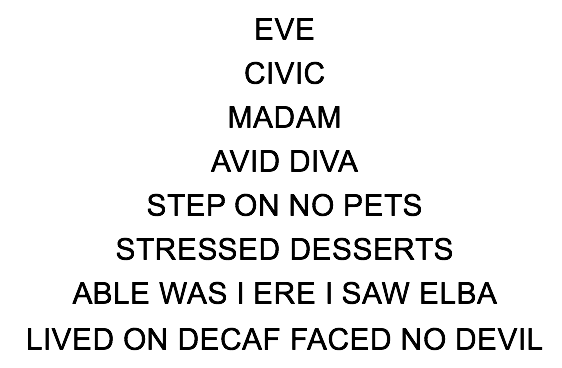 EVE
CIVIC
MADAM
AVID DIVA
STEP ON NO PETS
STRESSED DESSERTS
ABLE WAS I ERE I SAW ELBA
LIVED ON DECAF FACED NO DEVIL